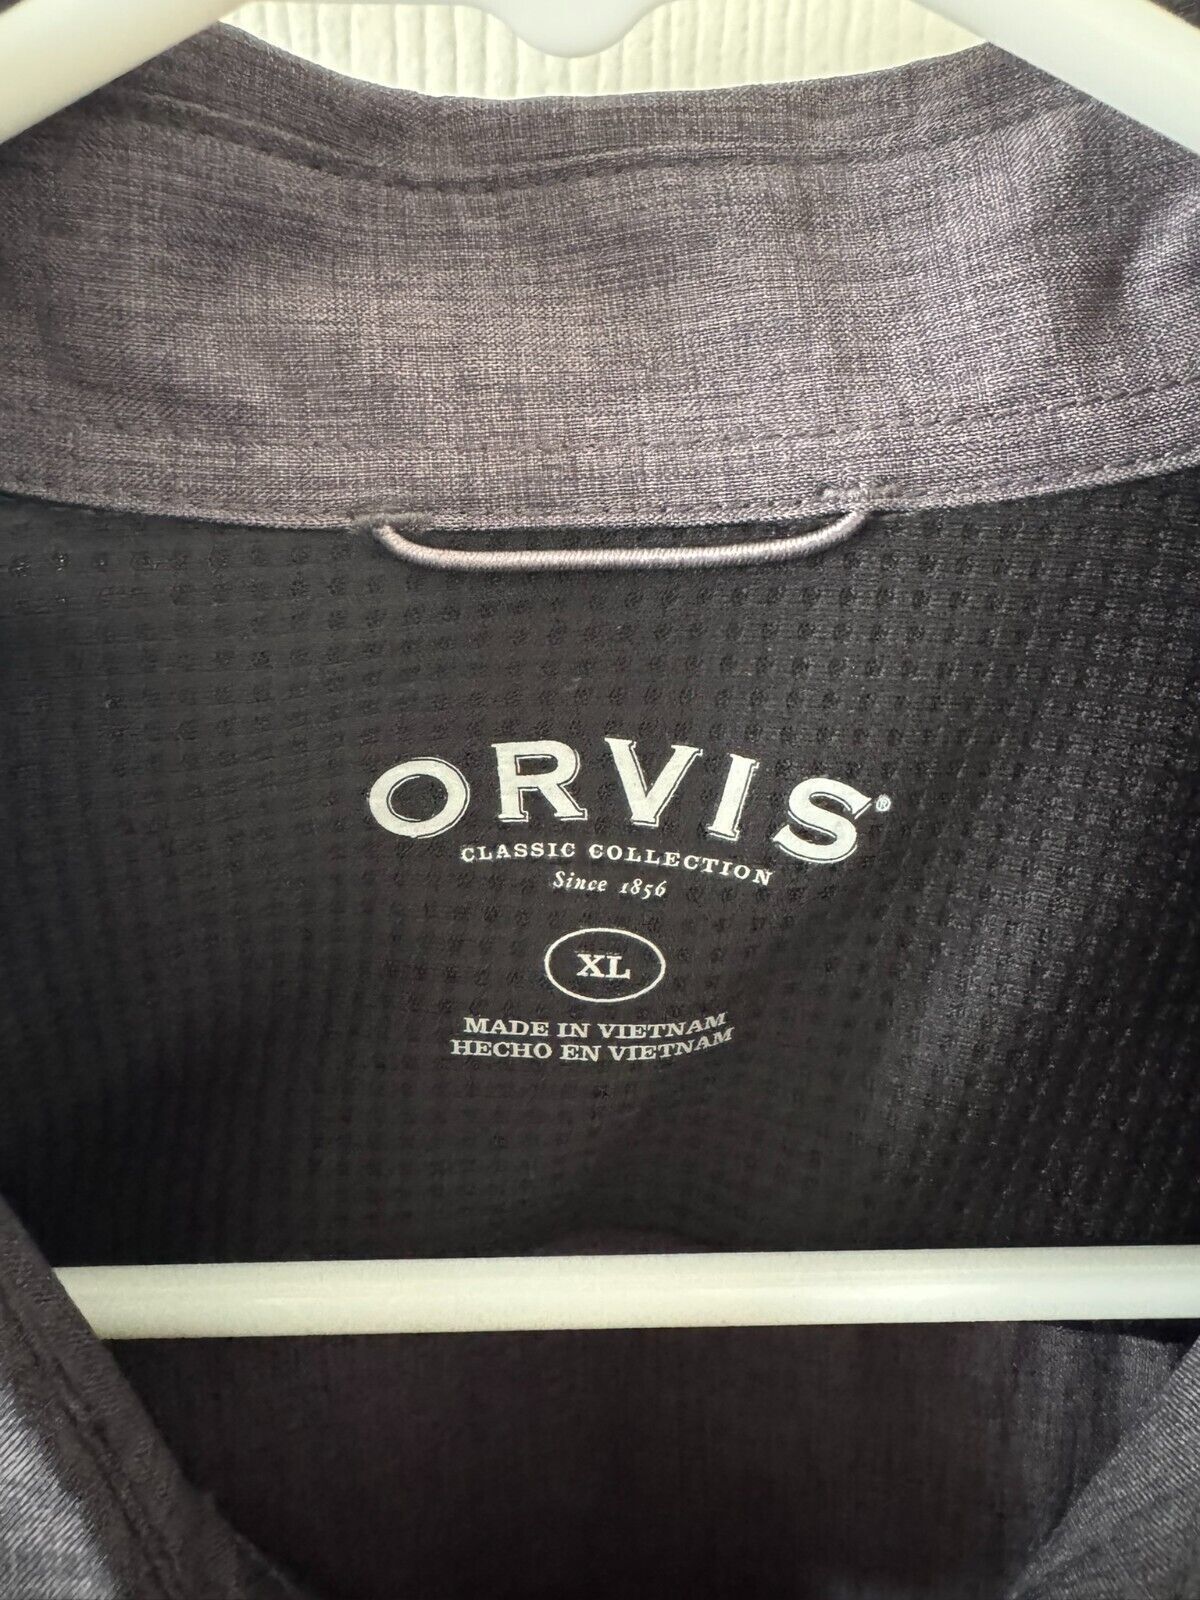 ORVIS®
CLASSIC COLLECTION
Since 1856
XL
MADE IN VIETNAM
HECHO EN VIETNAM